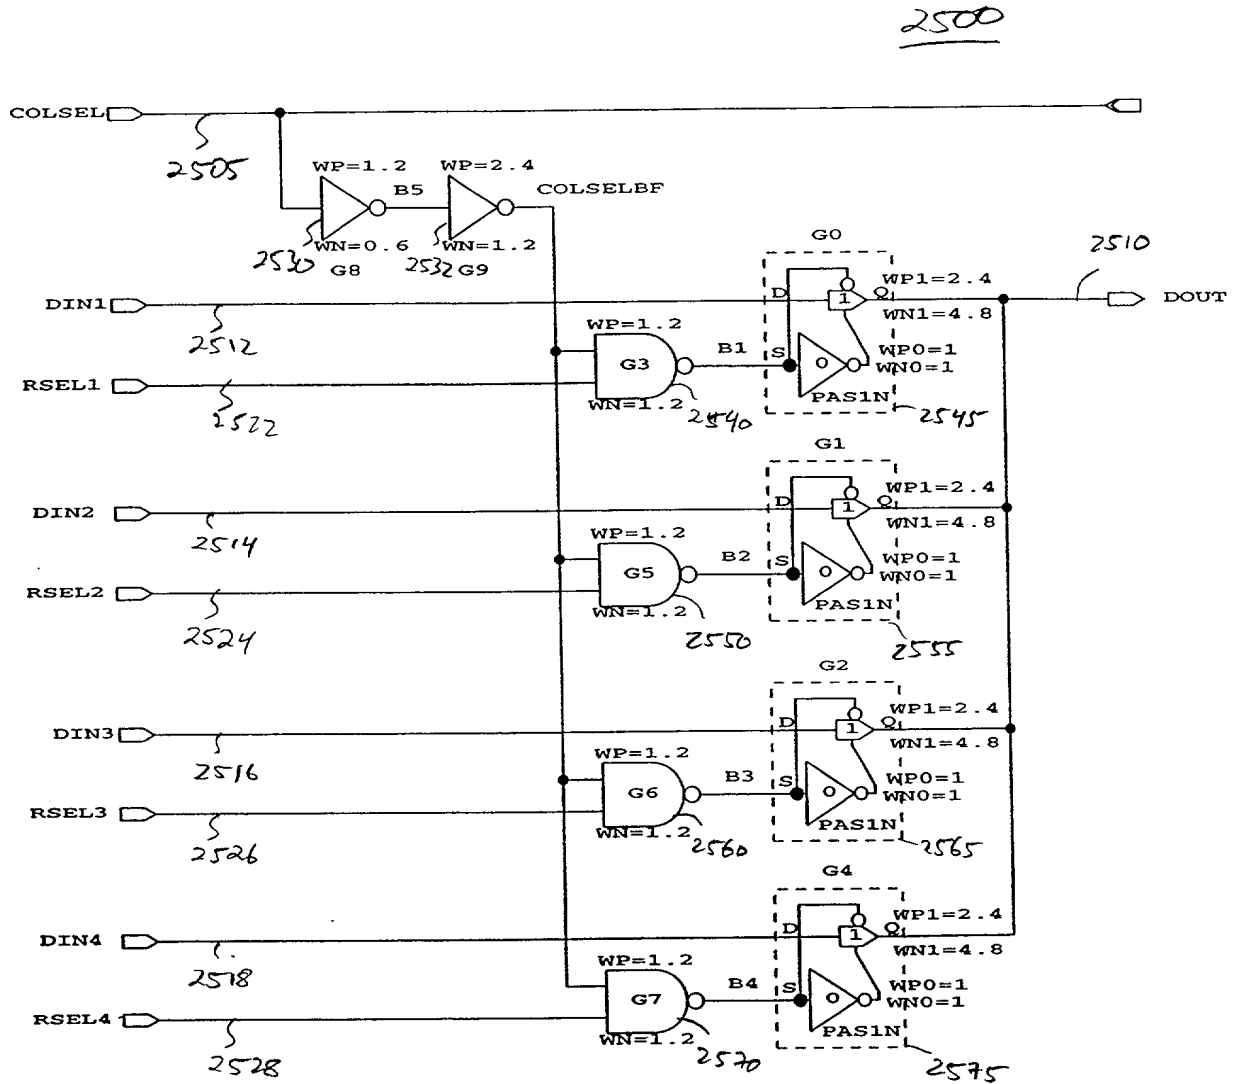 2500
COLSEL
2505
WP=1.2
WP=2.4
B5
COLSELBF
2530
WN=0.6
2532
WN=1.2
G8
G9
G0
2510
DIN1
D
1
Q
WP1=2.4
DOUT
2512
WN1=4.8
WP=1.2
B1
S
WP0=1
RSEL1
G3
0
WN0=1
2522
WN=1.2
2540
PAS1N
2545
G1
DIN2
D
1
Q
WP1=2.4
2514
WN1=4.8
WP=1.2
B2
S
WP0=1
RSEL2
G5
0
WN0=1
2524
WN=1.2
2550
PAS1N
2555
G2
DIN3
D
1
Q
WP1=2.4
2516
WN1=4.8
WP=1.2
B3
S
WP0=1
RSEL3
G6
0
WN0=1
2526
WN=1.2
2560
PAS1N
2565
G4
DIN4
D
1
Q
WP1=2.4
2518
WN1=4.8
WP=1.2
B4
S
WP0=1
RSEL4
G7
0
WN0=1
2528
WN=1.2
2570
PAS1N
2575